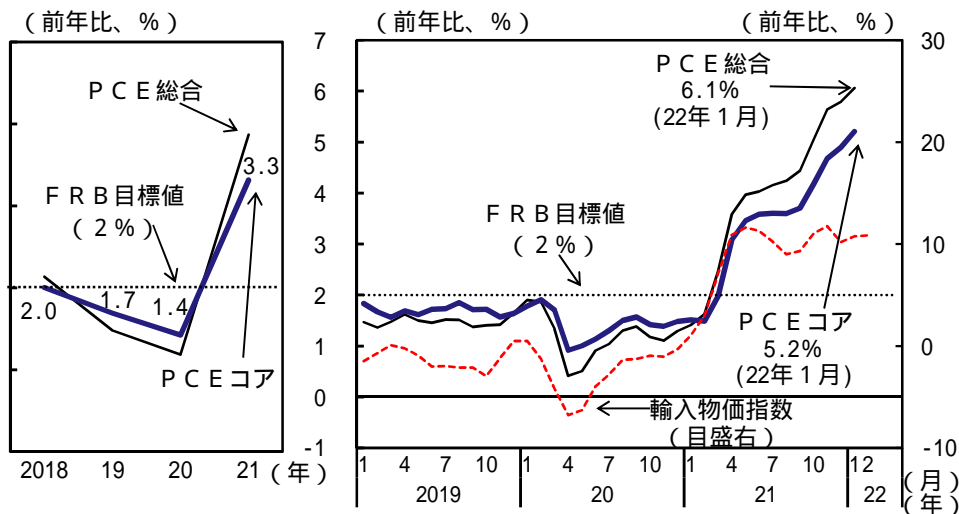 (前年比、%)
ＰＣＥ総合
3.3
ＦＲＢ目標値
(２%)
2.0
1.7
1.4
ＰＣＥコア
2018
19
20
21
(年)
(前年比、%)
(前年比、%)
7
6
5
4
3
2
1
0
-1
30
20
10
0
-10
ＰＣＥ総合
6.1%
(22年１月)
ＦＲＢ目標値
(２%)
ＰＣＥコア
5.2%
(22年１月)
輸入物価指数
(目盛右)
1 4 7 10 1 4 7 10 1 4 7 10 1 2
(月)
2019 20 21 22
(年)